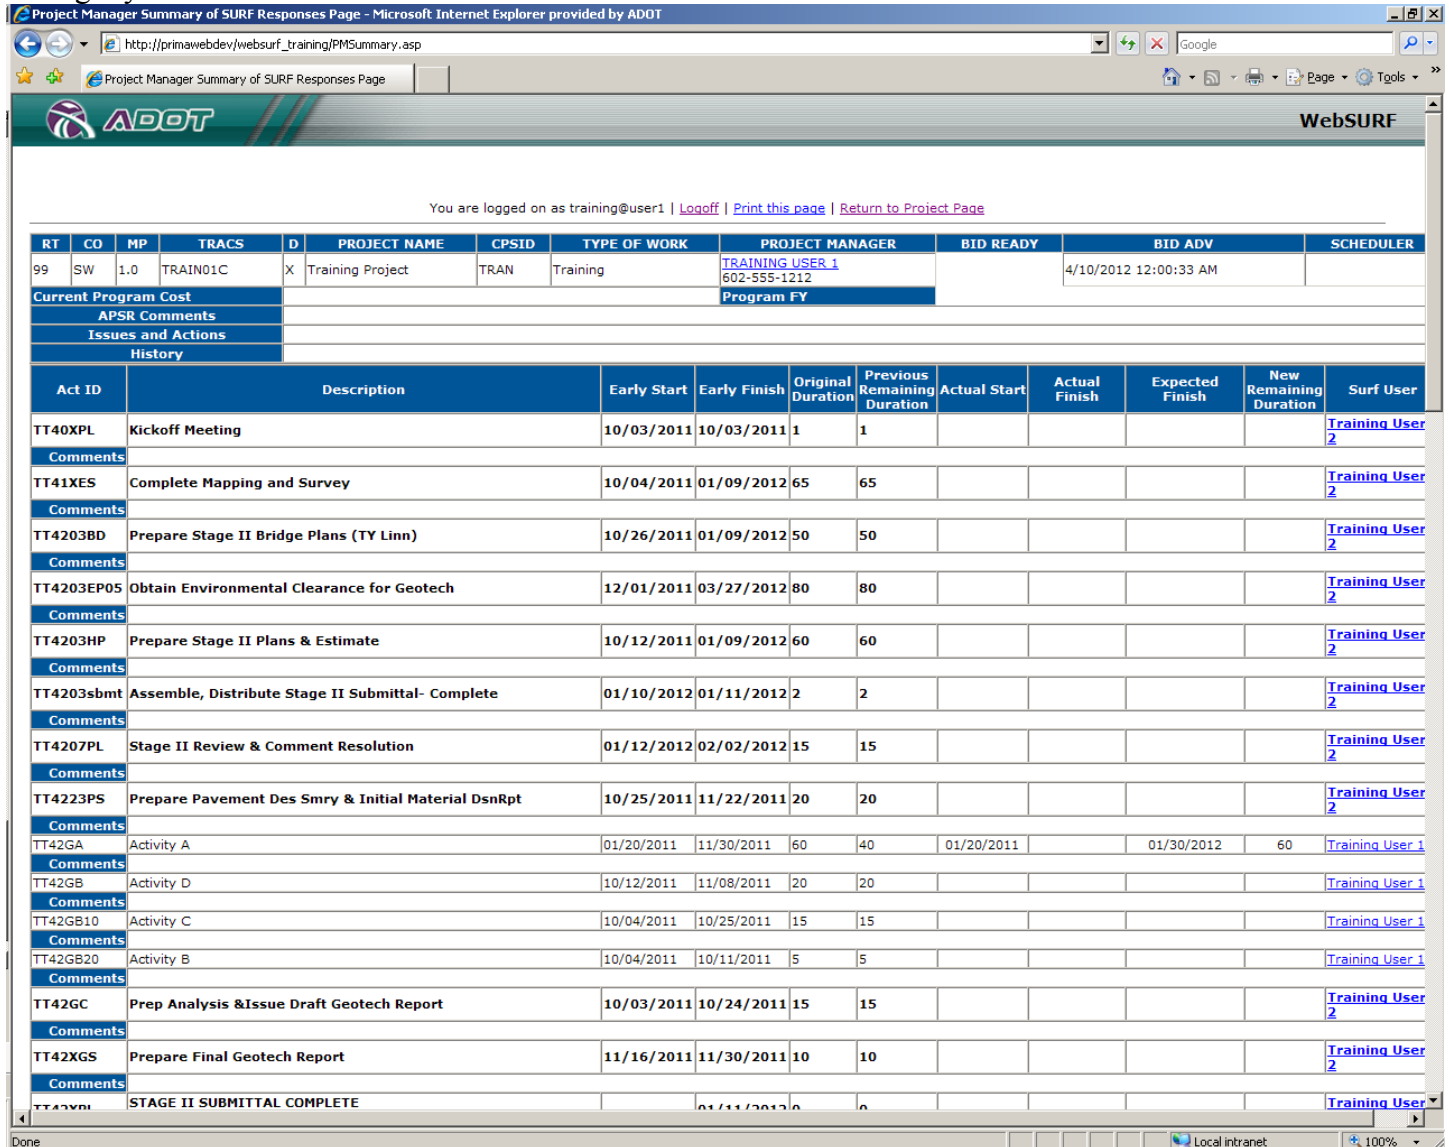 Project Manager Summary of SURF Responses Page - Microsoft Internet Explorer provided by ADOT
http://primawebdev/websurf_training/PMSummary.asp Google
Project Manager Summary of SURF Responses Page Page Tools »
ADOT WebSURF
You are logged on as training@user1 | Logoff | Print this page | Return to Project Page
RT CO MP TRACS D PROJECT NAME CPSID TYPE OF WORK PROJECT MANAGER BID READY BID ADV SCHEDULER
99 SW 1.0 TRAIN01C X Training Project TRAN Training TRAINING USER 1 4/10/2012 12:00:33 AM
602-555-1212
Current Program Cost Program FY
APSR Comments
Issues and Actions
History
Act ID Description Early Start Early Finish Original Duration Previous Remaining Duration Actual Start Actual Finish Expected Finish New Remaining Duration Surf User
TT40XPL Kickoff Meeting 10/03/2011 10/03/2011 1 1 Training User 2
Comments
TT41XES Complete Mapping and Survey 10/04/2011 01/09/2012 65 65 Training User 2
Comments
TT4203BD Prepare Stage II Bridge Plans (TY Linn) 10/26/2011 01/09/2012 50 50 Training User 2
Comments
TT4203EP05 Obtain Environmental Clearance for Geotech 12/01/2011 03/27/2012 80 80 Training User 2
Comments
TT4203HP Prepare Stage II Plans & Estimate 10/12/2011 01/09/2012 60 60 Training User 2
Comments
TT4203sbmt Assemble, Distribute Stage II Submittal- Complete 01/10/2012 01/11/2012 2 2 Training User 2
Comments
TT4207PL Stage II Review & Comment Resolution 01/12/2012 02/02/2012 15 15 Training User 2
Comments
TT4223PS Prepare Pavement Des Smry & Initial Material DsnRpt 10/25/2011 11/22/2011 20 20 Training User 2
Comments
TT42GA Activity A 01/20/2011 11/30/2011 60 40 01/20/2011 01/30/2012 60 Training User 1
Comments
TT42GB Activity D 10/12/2011 11/08/2011 20 20 Training User 1
Comments
TT42GB10 Activity C 10/04/2011 10/25/2011 15 15 Training User 1
Comments
TT42GB20 Activity B 10/04/2011 10/11/2011 5 5 Training User 1
Comments
TT42GC Prep Analysis &Issue Draft Geotech Report 10/03/2011 10/24/2011 15 15 Training User 2
Comments
TT42XGS Prepare Final Geotech Report 11/16/2011 11/30/2011 10 10 Training User 2
Comments
TT42XPL STAGE II SUBMITTAL COMPLETE 01/11/2012 0 0 Training User
Done Local intranet 100%